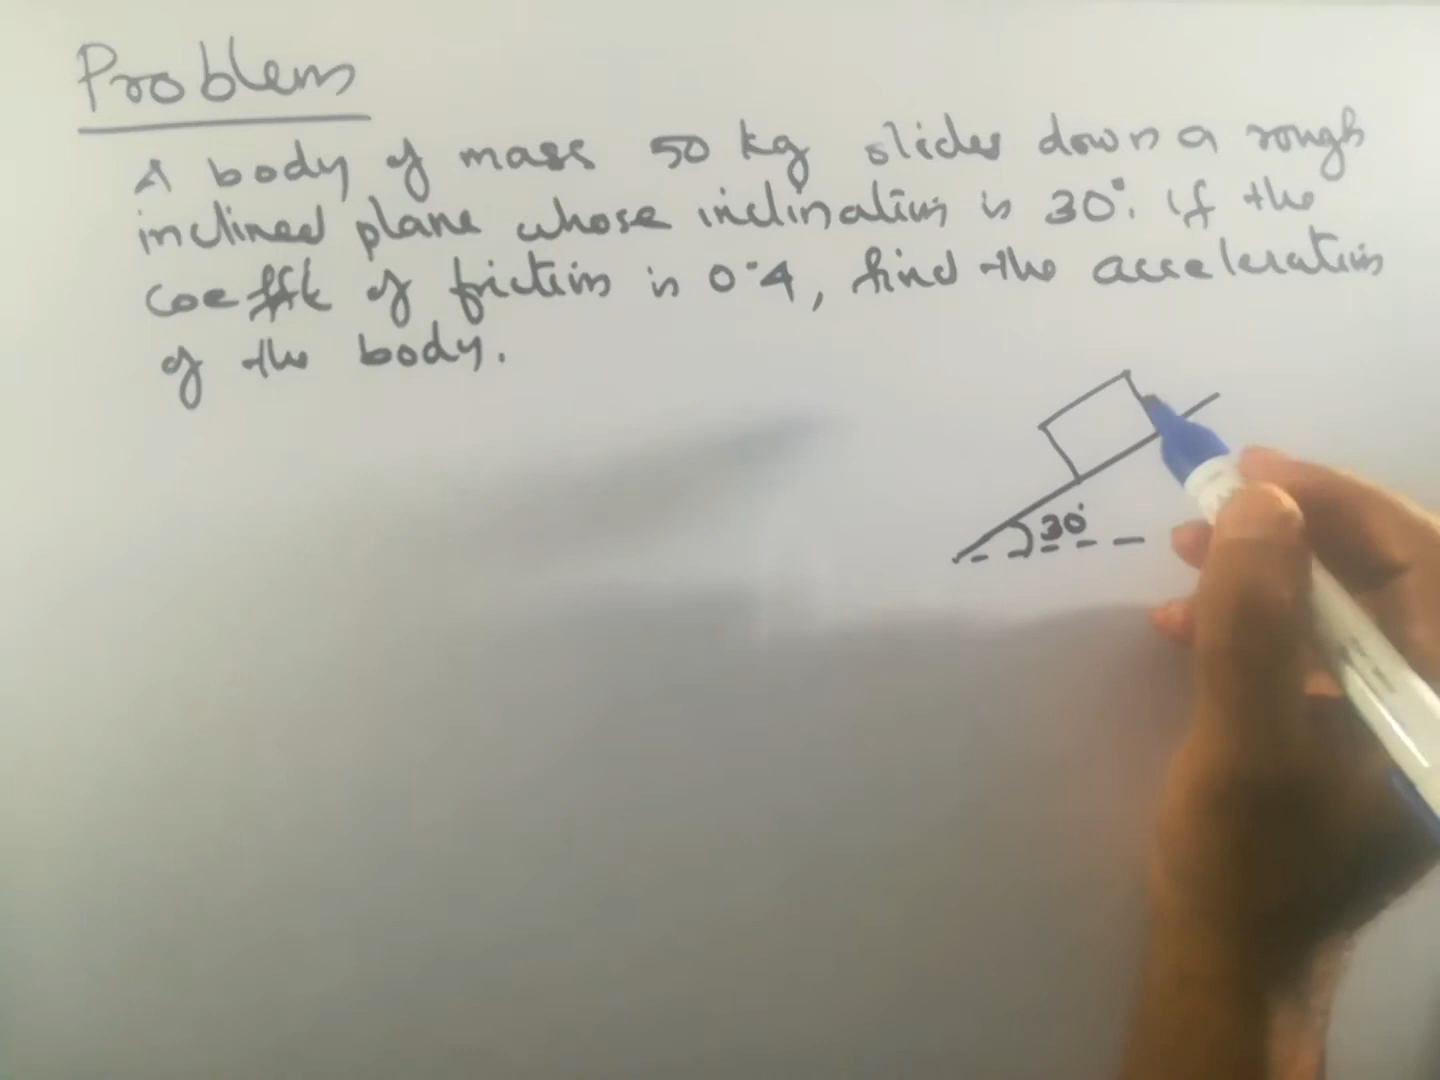 Problem
A body of mass 50 kg slides down a rough
inclined plane whose inclination is 30°. if the
coefft of friction is 0.4, find the acceleration
of the body.
30°